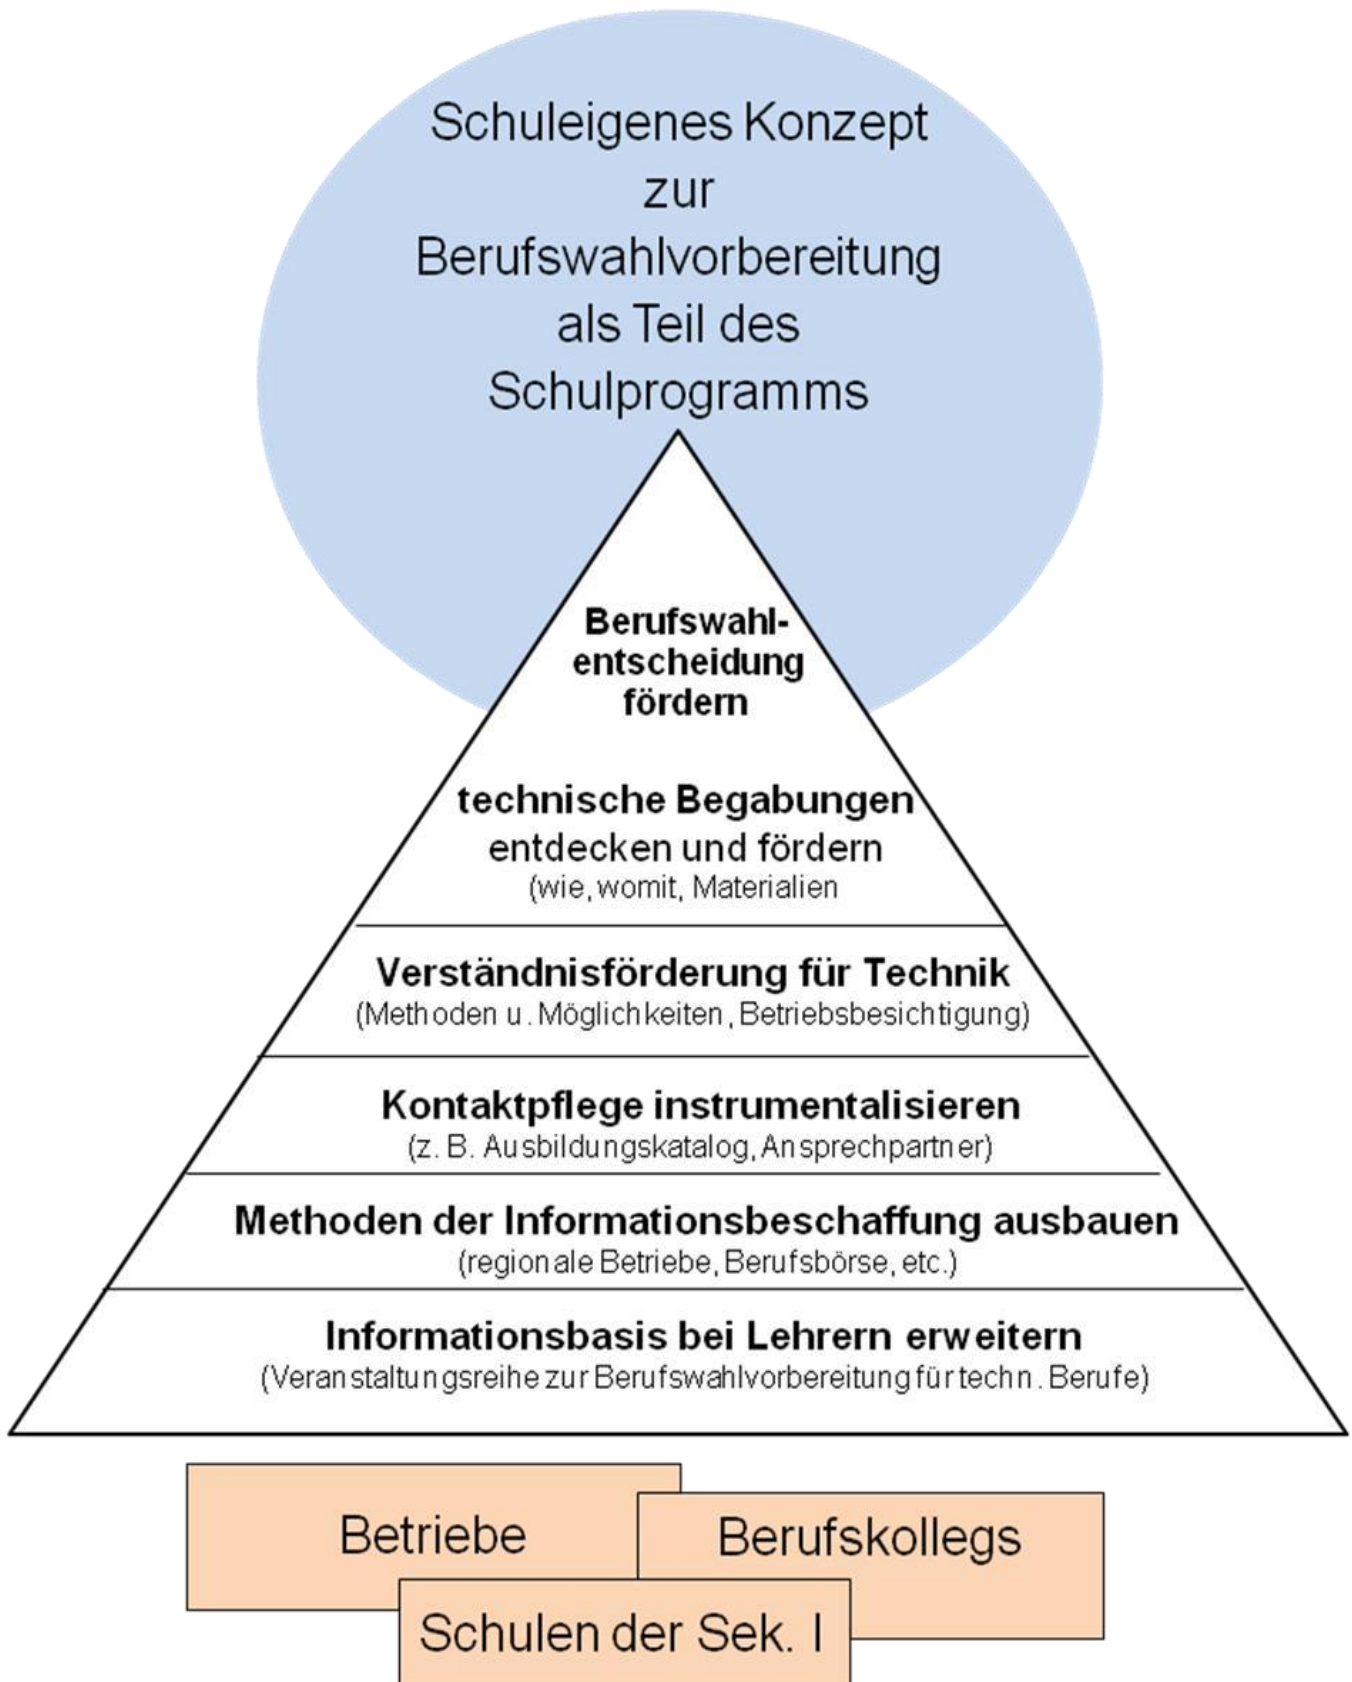 Schuleigenes Konzept
zur
Berufswahlvorbereitung
als Teil des
Schulprogramms
Berufswahl-
entscheidung
fördern
technische Begabungen
entdecken und fördern
(wie, womit, Materialien
Verständnisförderung für Technik
(Methoden u. Möglichkeiten, Betriebsbesichtigung)
Kontaktpflege instrumentalisieren
(z. B. Ausbildungskatalog, Ansprechpartner)
Methoden der Informationsbeschaffung ausbauen
(regionale Betriebe, Berufsbörse, etc.)
Informationsbasis bei Lehrern erweitern
(Veranstaltungsreihe zur Berufswahlvorbereitung für techn. Berufe)
Betriebe
Berufskollegs
Schulen der Sek. I